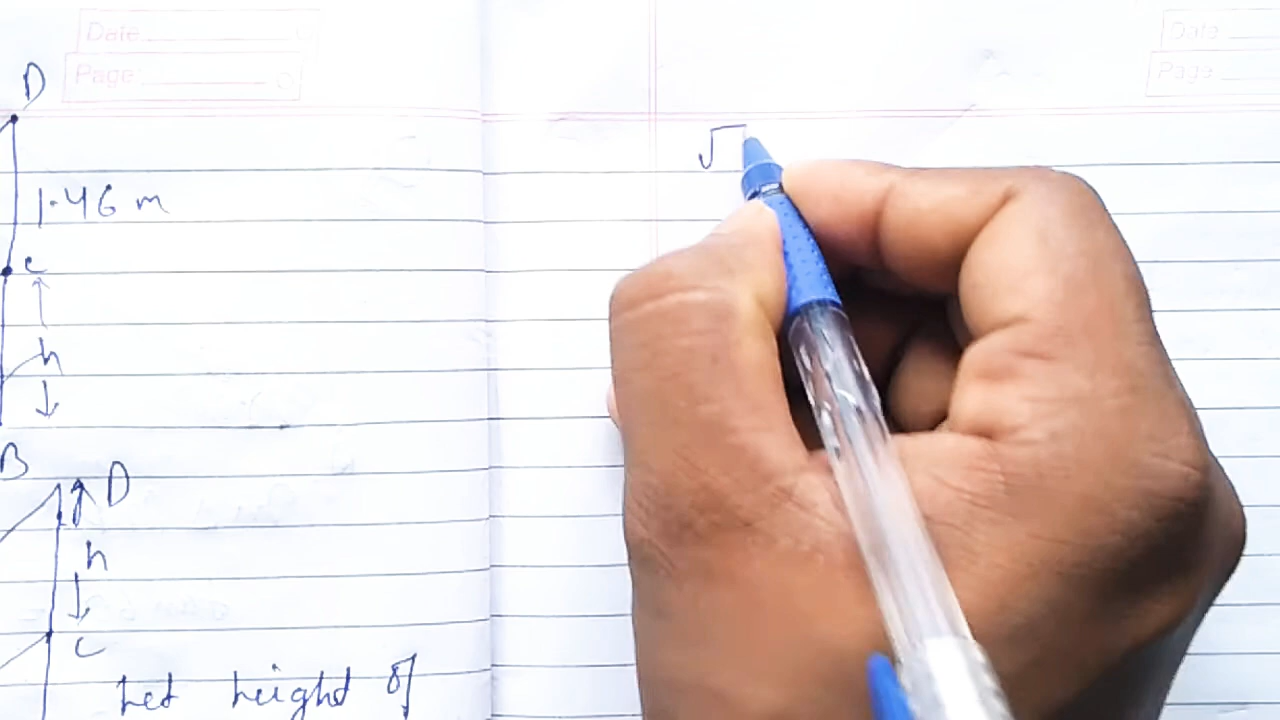 Date
Page:
D
1.46 m
C
h
B
D
h
C
Let height of
√
Date
Page